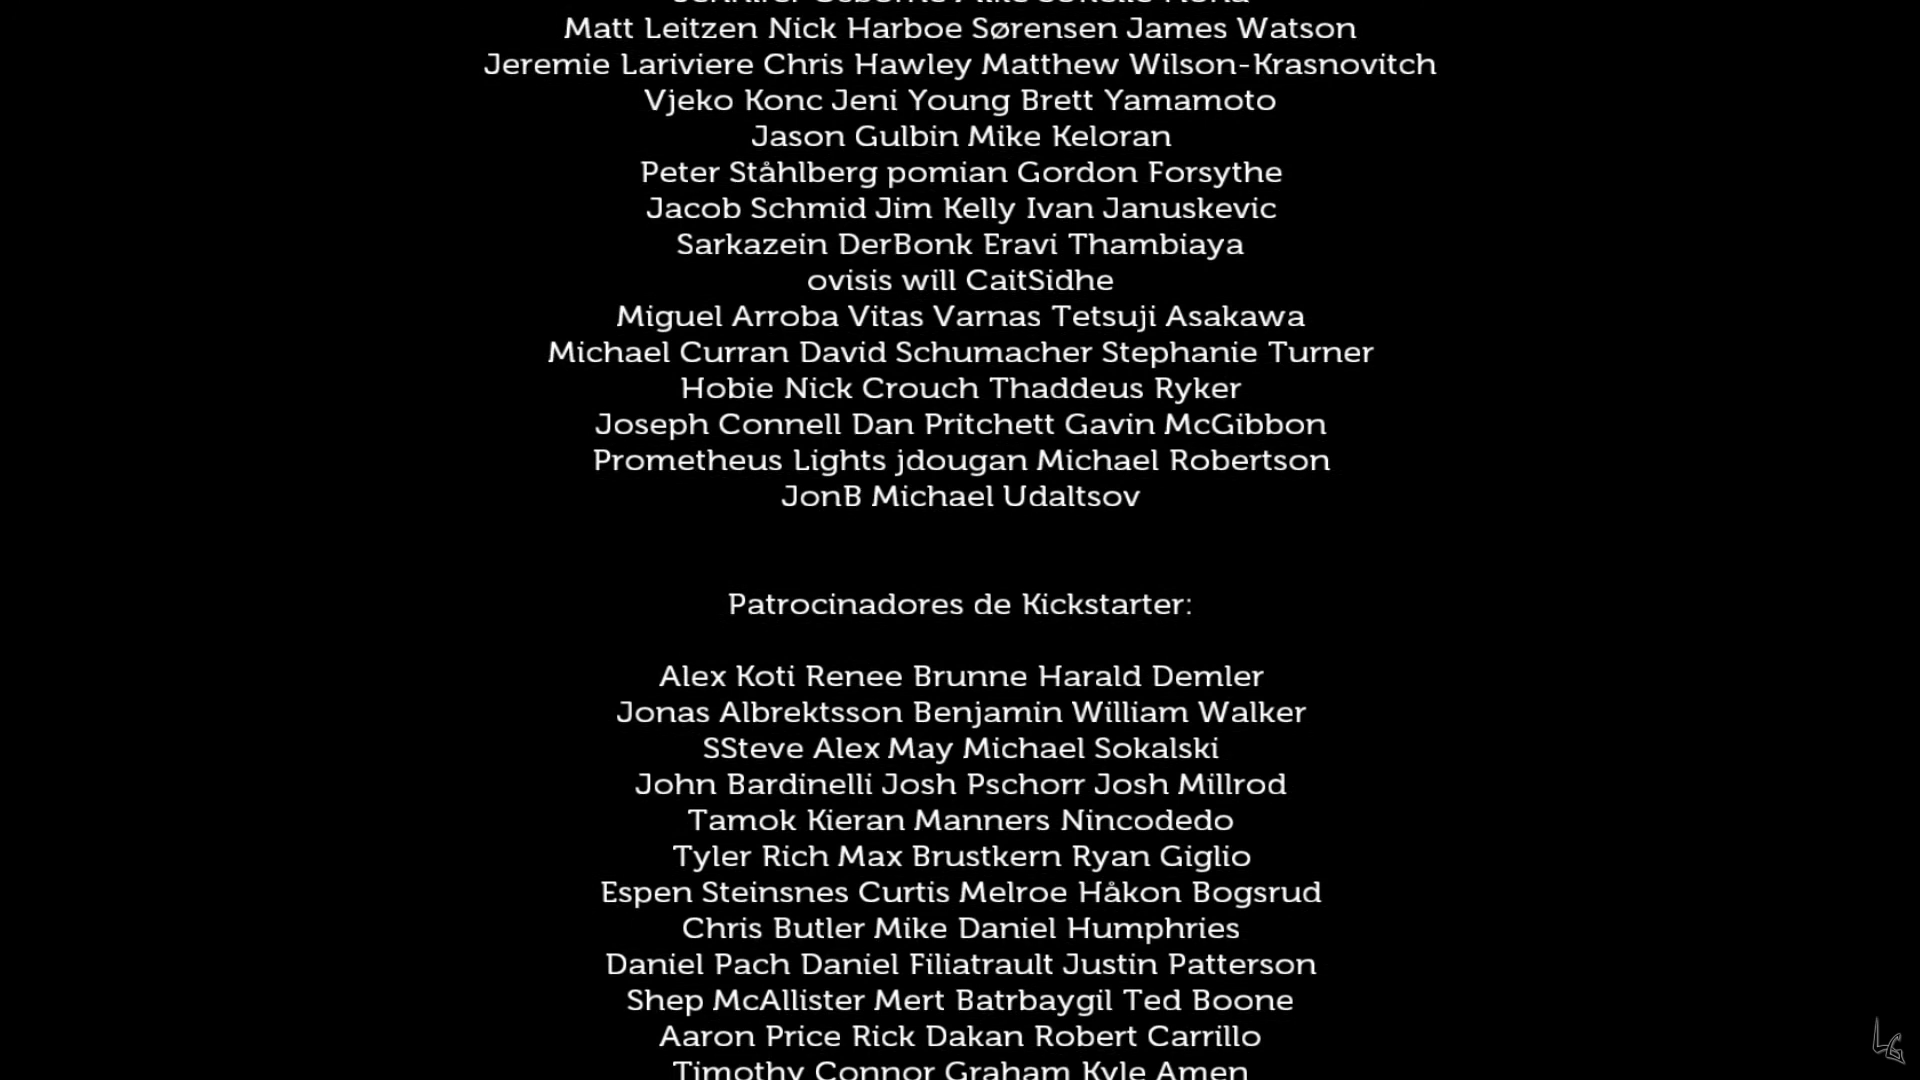 Matt Leitzen Nick Harboe Sørensen James Watson
Jeremie Lariviere Chris Hawley Matthew Wilson-Krasnovitch
Vjeko Konc Jeni Young Brett Yamamoto
Jason Gulbin Mike Keloran
Peter Ståhlberg pomian Gordon Forsythe
Jacob Schmid Jim Kelly Ivan Januskevic
Sarkazein DerBonk Eravi Thambiaya
ovisis will CaitSidhe
Miguel Arroba Vitas Varnas Tetsuji Asakawa
Michael Curran David Schumacher Stephanie Turner
Hobie Nick Crouch Thaddeus Ryker
Joseph Connell Dan Pritchett Gavin McGibbon
Prometheus Lights jdougan Michael Robertson
JonB Michael Udaltsov
Patrocinadores de Kickstarter:
Alex Koti Renee Brunne Harald Demler
Jonas Albrektsson Benjamin William Walker
SSteve Alex May Michael Sokalski
John Bardinelli Josh Pschorr Josh Millrod
Tamok Kieran Manners Nincodedo
Tyler Rich Max Brustkern Ryan Giglio
Espen Steinsnes Curtis Melroe Håkon Bogsrud
Chris Butler Mike Daniel Humphries
Daniel Pach Daniel Filiatrault Justin Patterson
Shep McAllister Mert Batrbaygil Ted Boone
Aaron Price Rick Dakan Robert Carrillo
Timothy Connor Graham Kyle Amen
LG